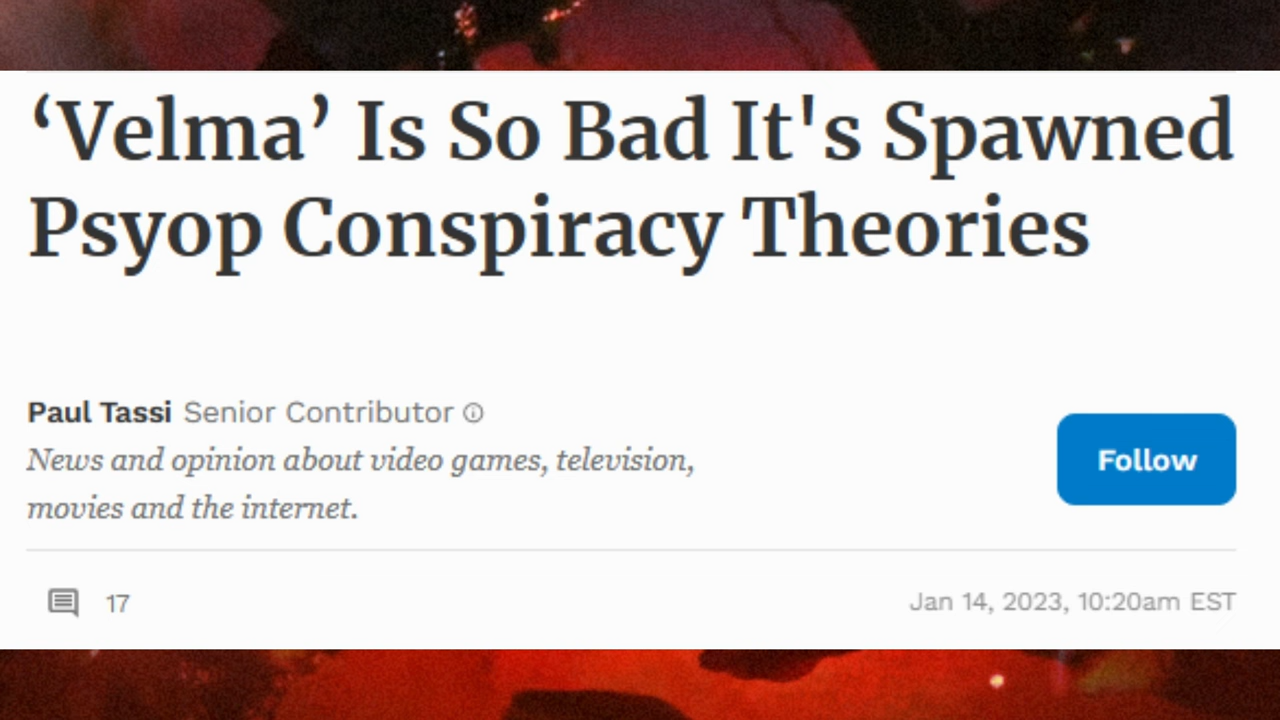 ‘Velma’ Is So Bad It's Spawned
Psyop Conspiracy Theories
Paul Tassi Senior Contributor
News and opinion about video games, television,
movies and the internet.
Follow
17
Jan 14, 2023, 10:20am EST